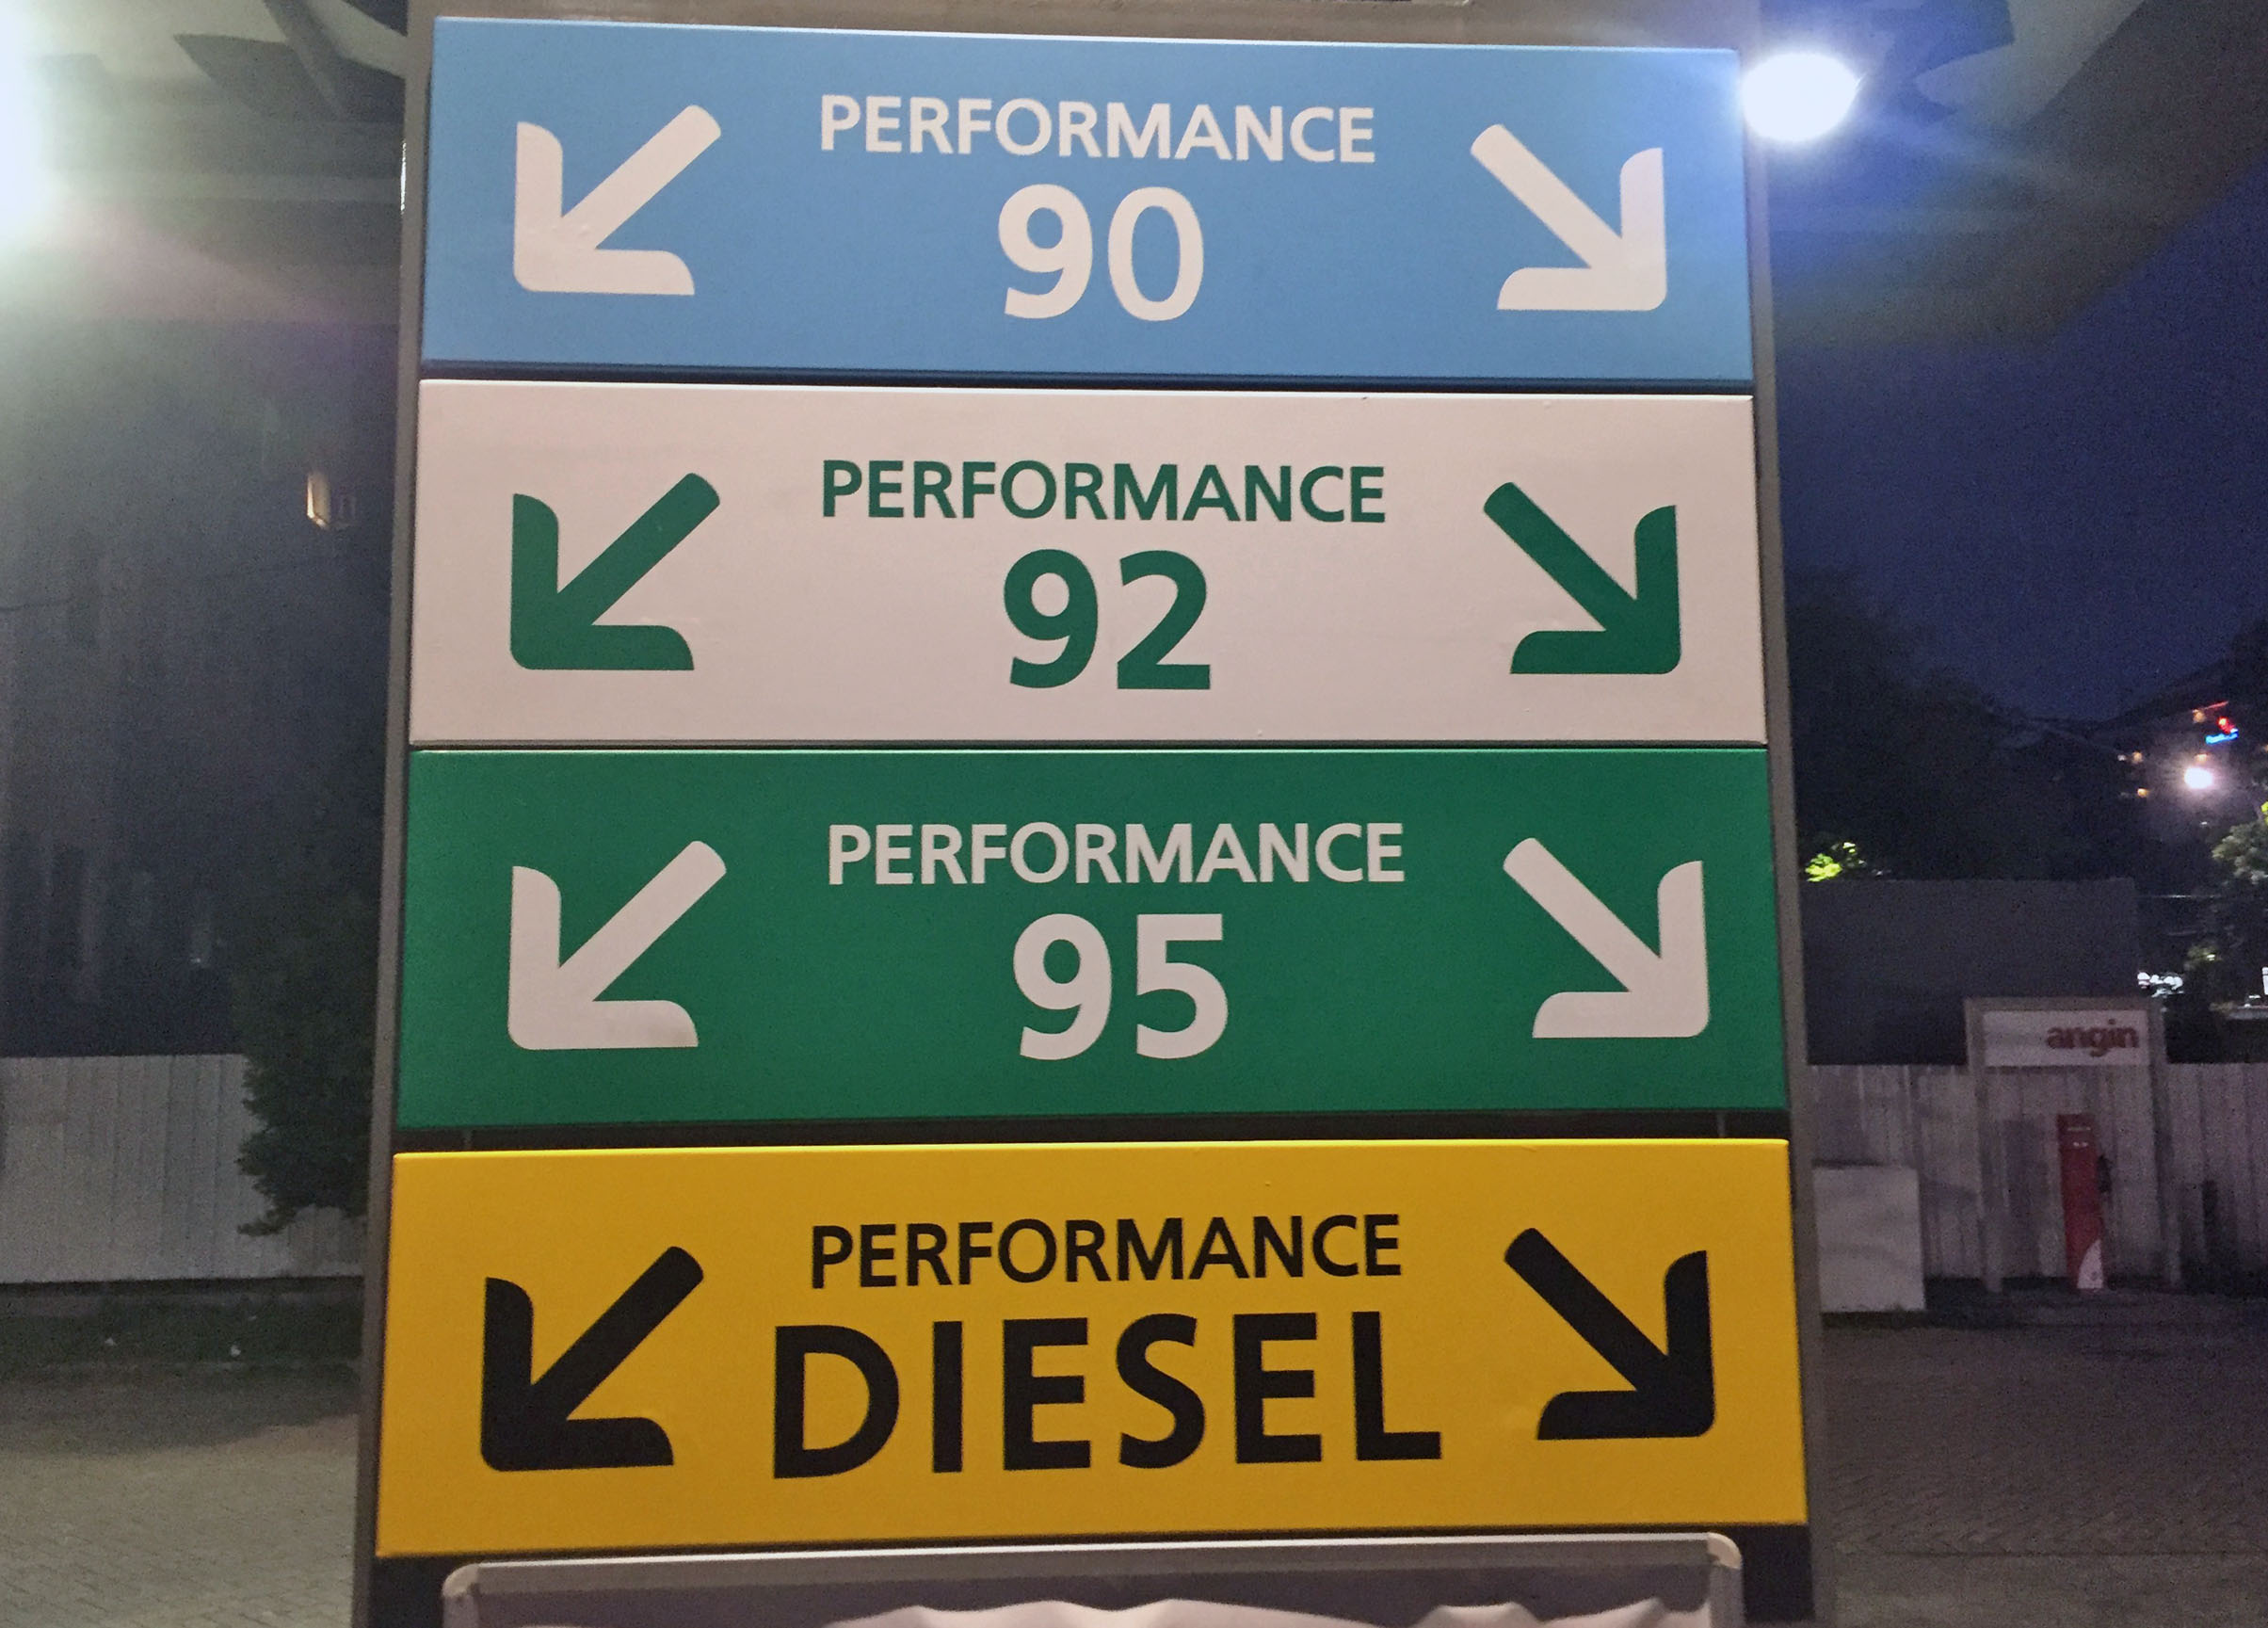 PERFORMANCE
90
PERFORMANCE
92
PERFORMANCE
95
PERFORMANCE
DIESEL
angin